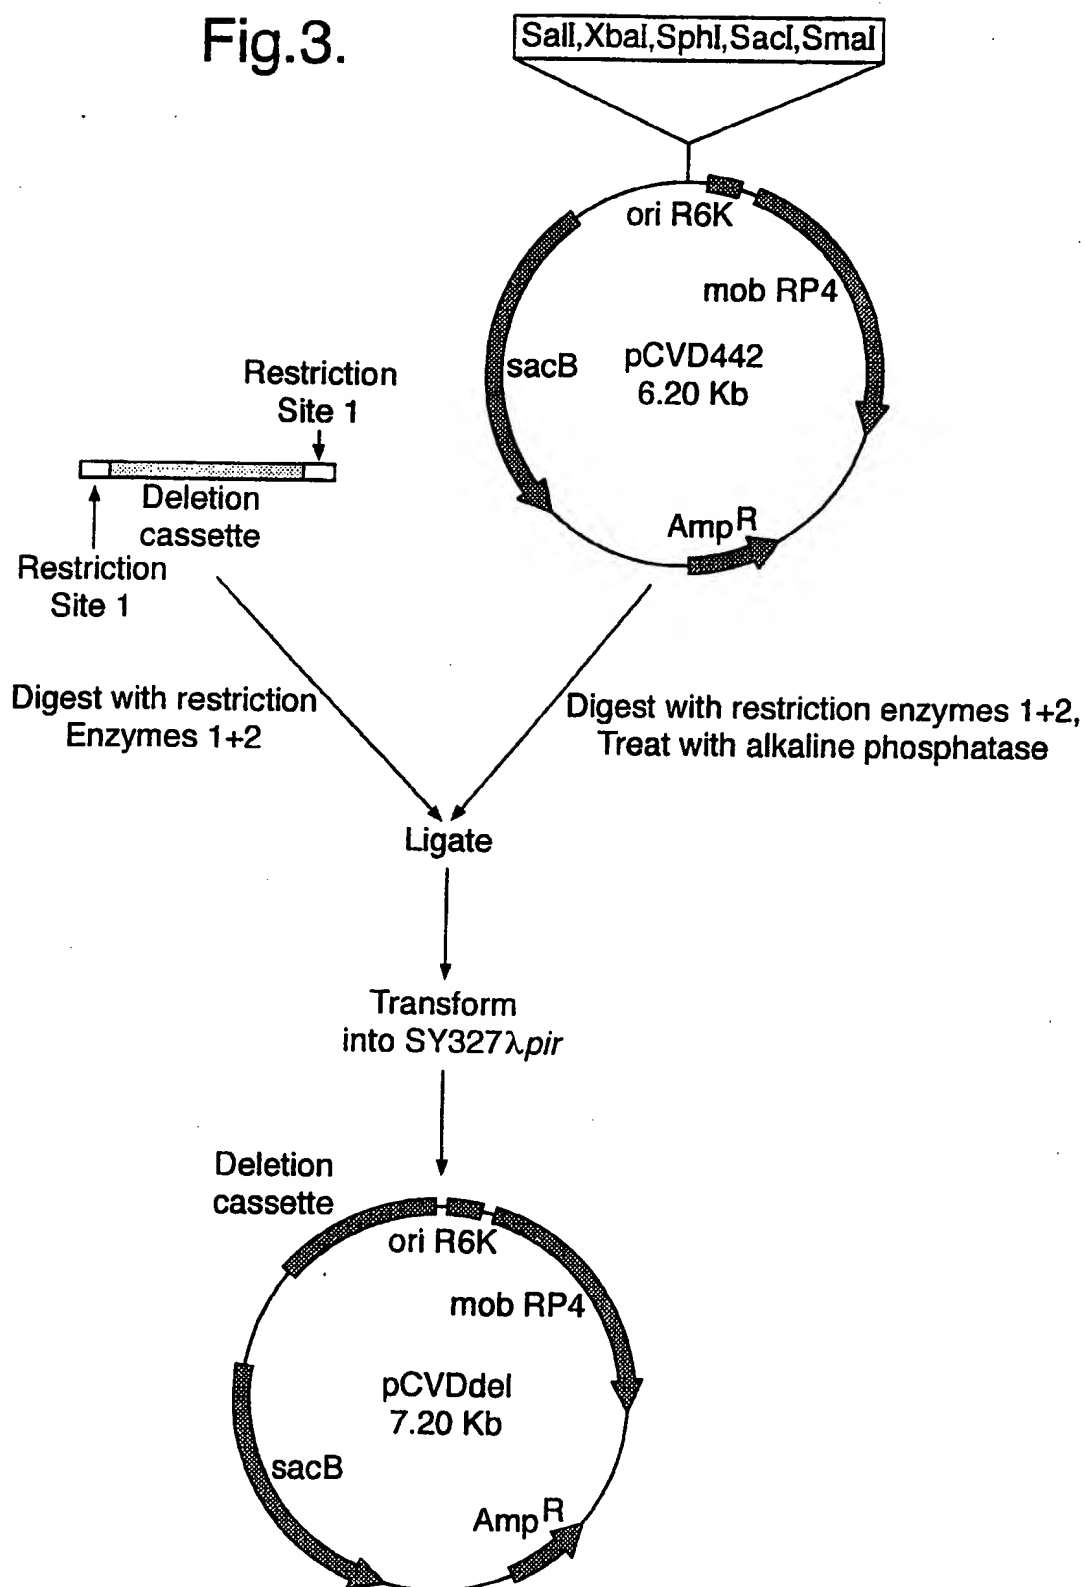 Fig.3.
SalI,XbaI,SphI,SacI,SmaI
ori R6K
mob RP4
sacB
pCVD442
6.20 Kb
Amp R
Restriction
Site 1
Deletion
cassette
Restriction
Site 1
Digest with restriction
Enzymes 1+2
Digest with restriction enzymes 1+2,
Treat with alkaline phosphatase
Ligate
Transform
into SY327λpir
Deletion
cassette
ori R6K
mob RP4
pCVDdel
7.20 Kb
sacB
Amp R